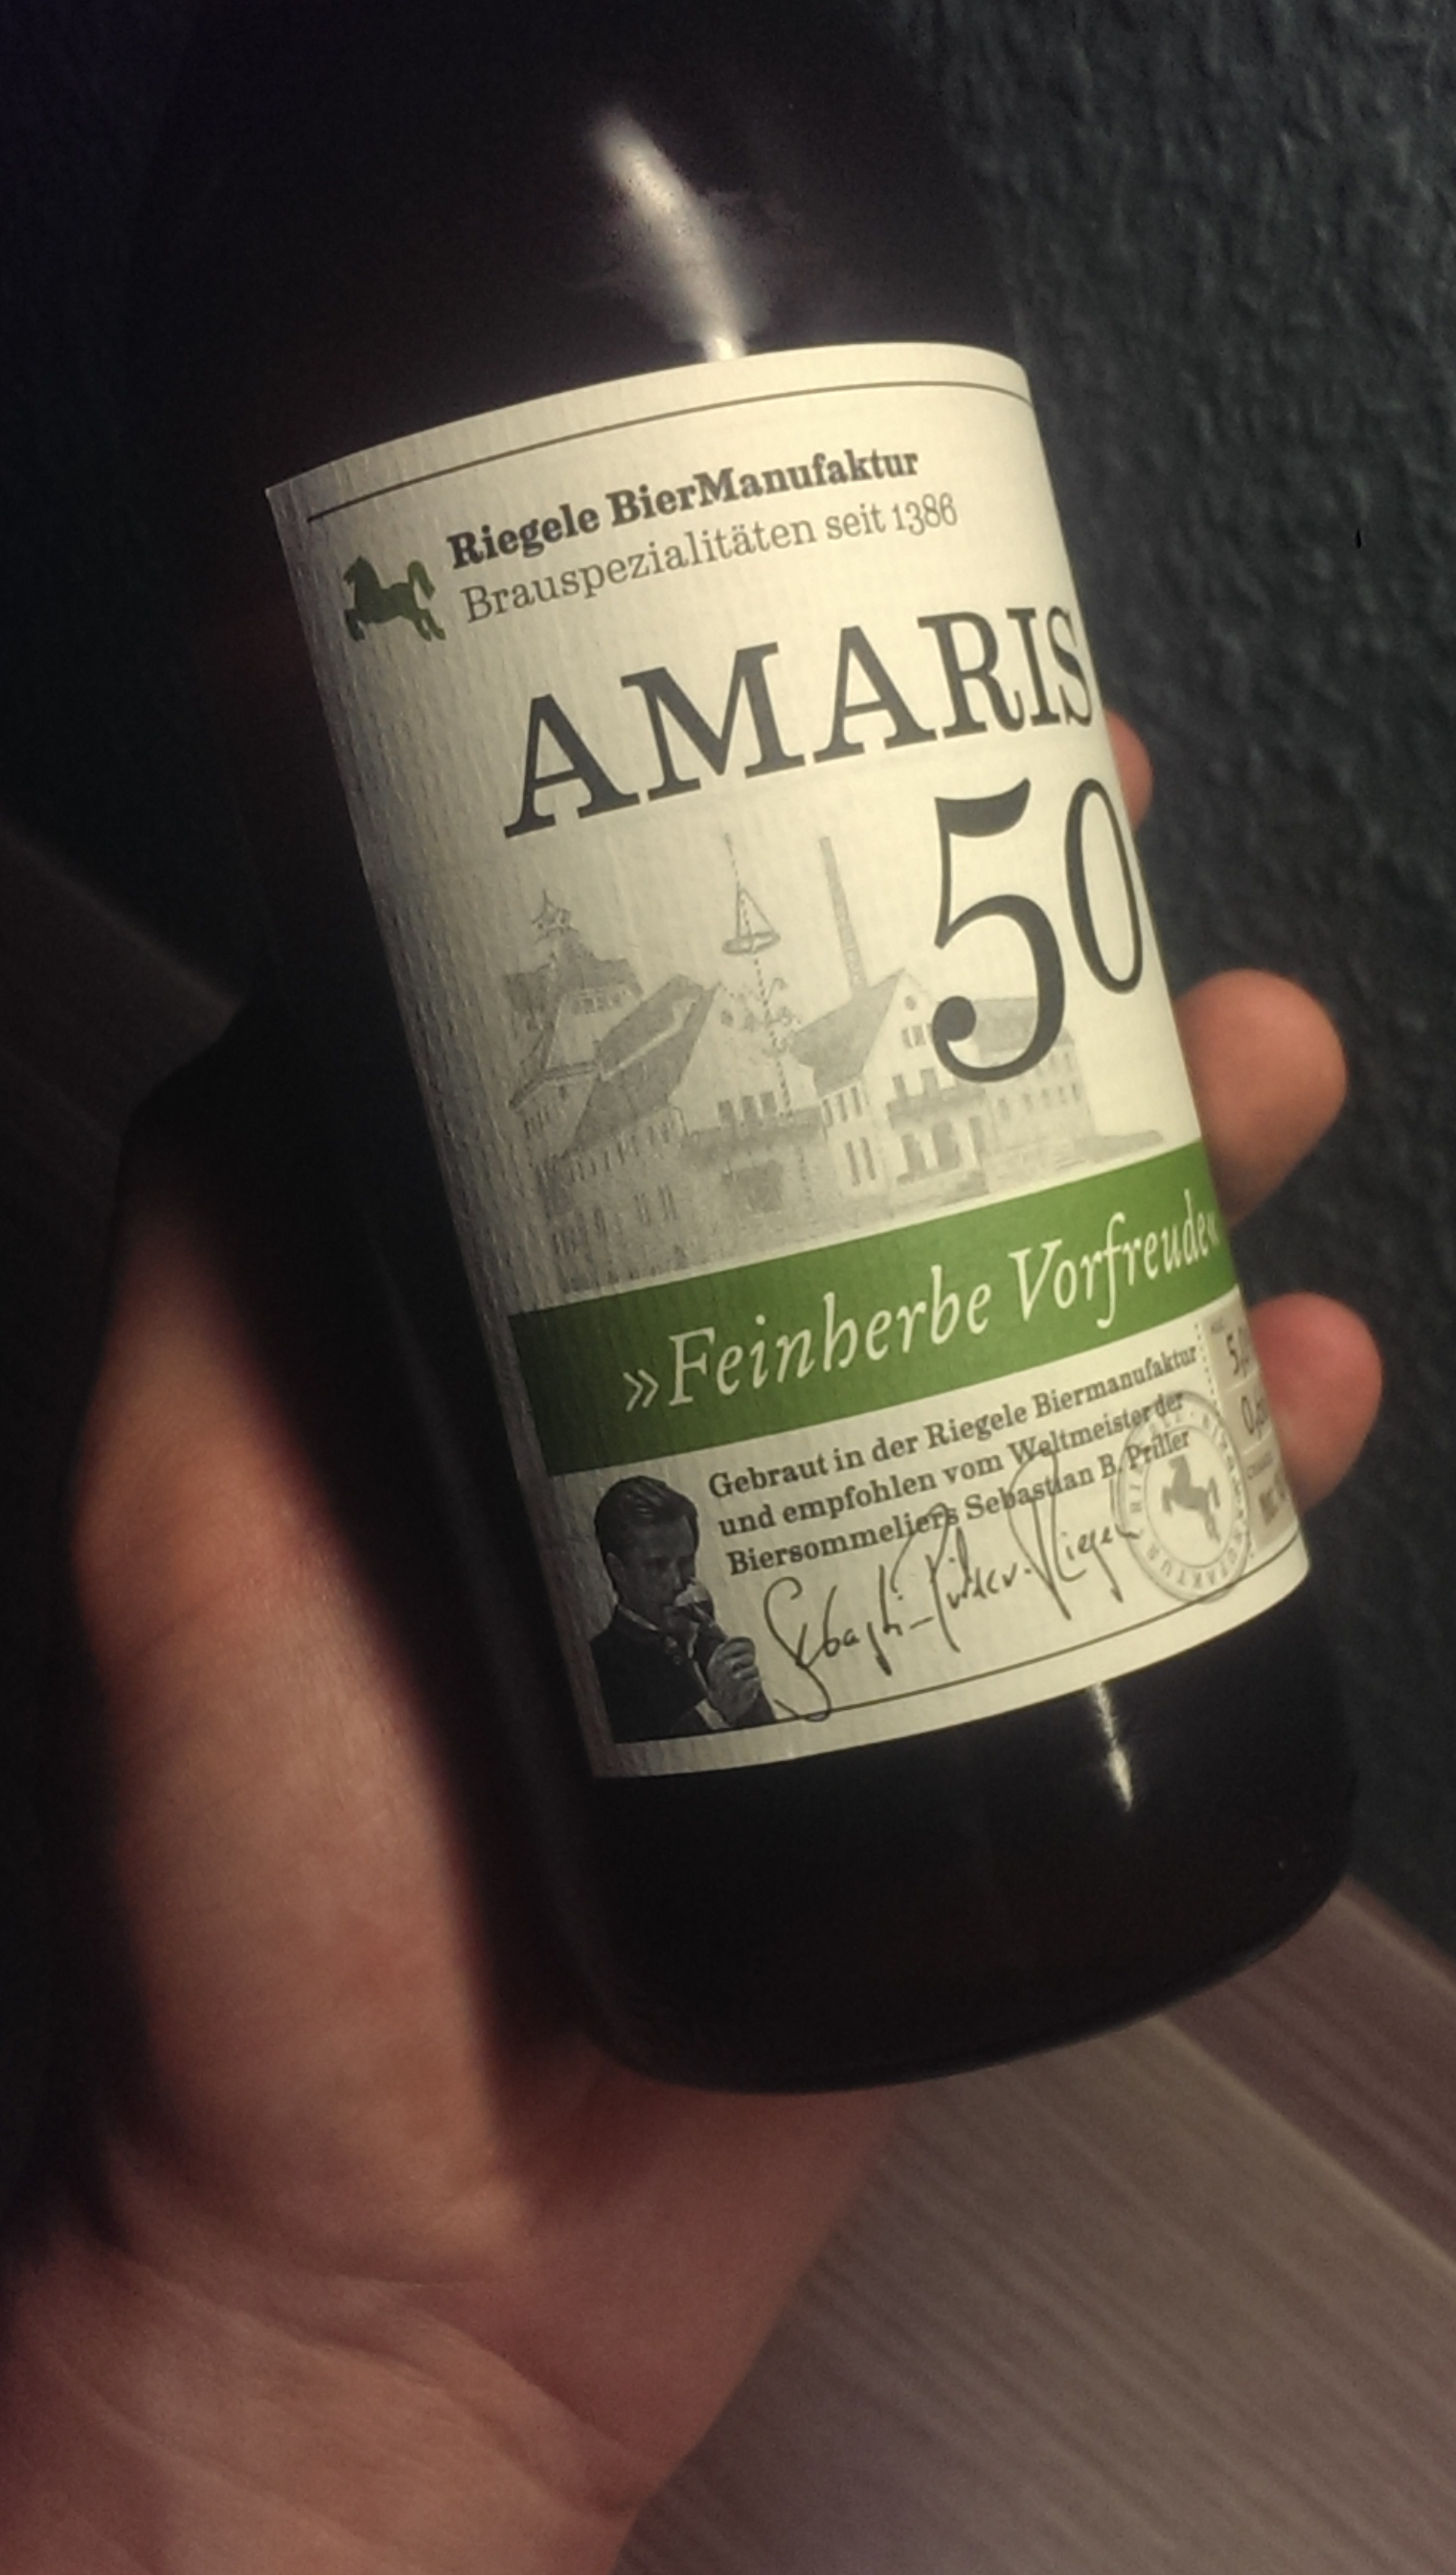 Riegele BierManufaktur
Brauspezialitäten seit 1386
AMARIS
50
»Feinherbe Vorfreude«
Gebraut in der Riegele Biermanufaktur
und empfohlen vom Weltmeister der
Biersommeliers Sebastian B. Priller